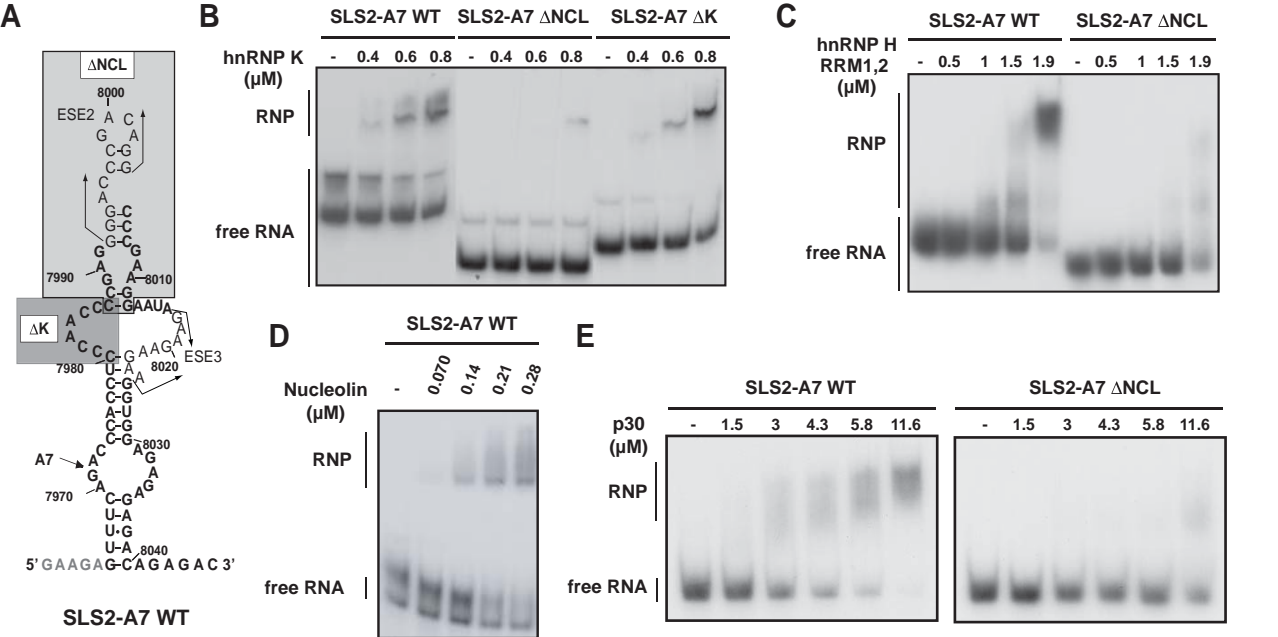 A
ΔNCL
8000
ESE2
A C
G A
C G
C-G
C
A
G
G-C
G-C
G-C
G G
A A
7990
G A
8010
C-G
C C C-G G A A U A
A
A
C C C
ΔK
G
A
A
G A A G A
ESE3
8020
7980
C-G
U A A
C-G
C-G
A-U
C-G
C-G
8030
A7
C A
A G
G A
A G
7970
C-G A
U-A
U•G
U-A
8040
5' GAAGAG-CAGAGAC 3'
SLS2-A7 WT
B
SLS2-A7 WT SLS2-A7 ΔNCL SLS2-A7 ΔK
hnRNP K - 0.4 0.6 0.8 - 0.4 0.6 0.8 - 0.4 0.6 0.8
(μM)
RNP
free RNA
C
SLS2-A7 WT SLS2-A7 ΔNCL
hnRNP H
RRM1,2 - 0.5 1 1.5 1.9 - 0.5 1 1.5 1.9
(μM)
RNP
free RNA
D
SLS2-A7 WT
Nucleolin - 0.070 0.14 0.21 0.28
(μM)
RNP
free RNA
E
SLS2-A7 WT SLS2-A7 ΔNCL
p30 - 1.5 3 4.3 5.8 11.6 - 1.5 3 4.3 5.8 11.6
(μM)
RNP
free RNA